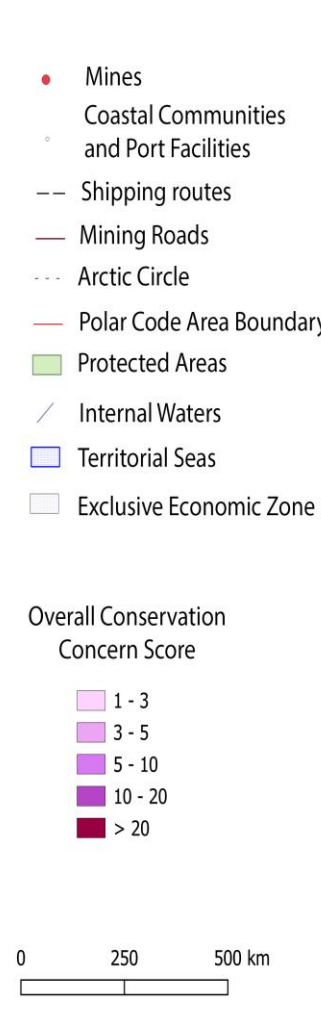 Mines
Coastal Communities
and Port Facilities
Shipping routes
Mining Roads
Arctic Circle
Polar Code Area Boundary
Protected Areas
Internal Waters
Territorial Seas
Exclusive Economic Zone
Overall Conservation
Concern Score
1 - 3
3 - 5
5 - 10
10 - 20
> 20
0 250 500 km